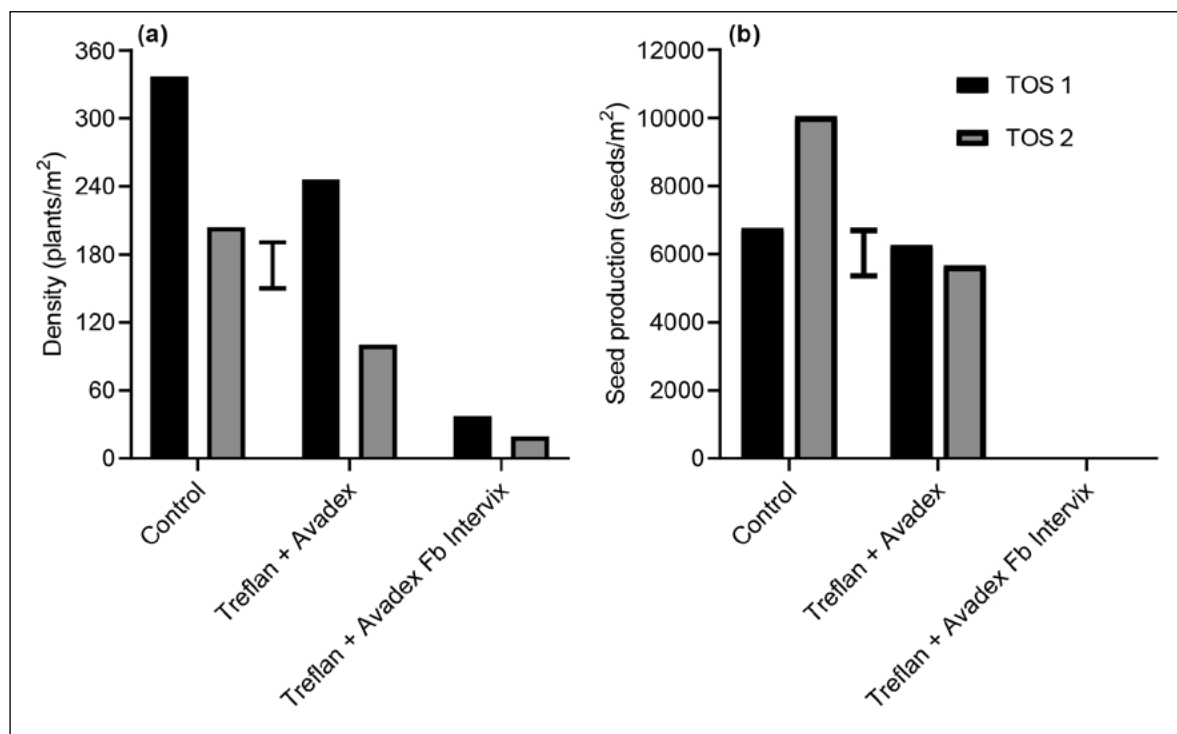 (a)
360
300
240
180
120
60
0
Density (plants/m²)
Control
Treflan + Avadex
Treflan + Avadex Fb Intervix
(b)
12000
10000
8000
6000
4000
2000
0
Seed production (seeds/m²)
TOS 1
TOS 2
Control
Treflan + Avadex
Treflan + Avadex Fb Intervix